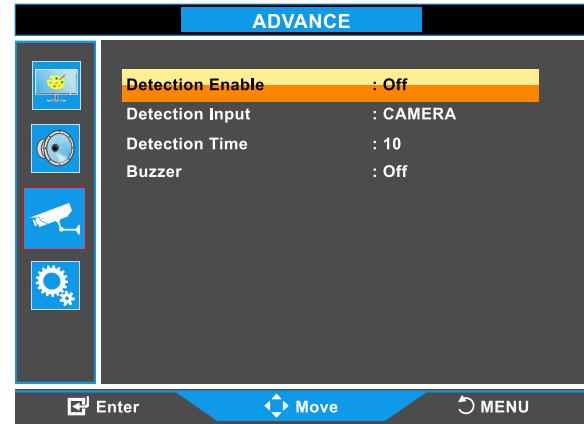 ADVANCE
Detection Enable : Off
Detection Input : CAMERA
Detection Time : 10
Buzzer : Off
Enter Move MENU